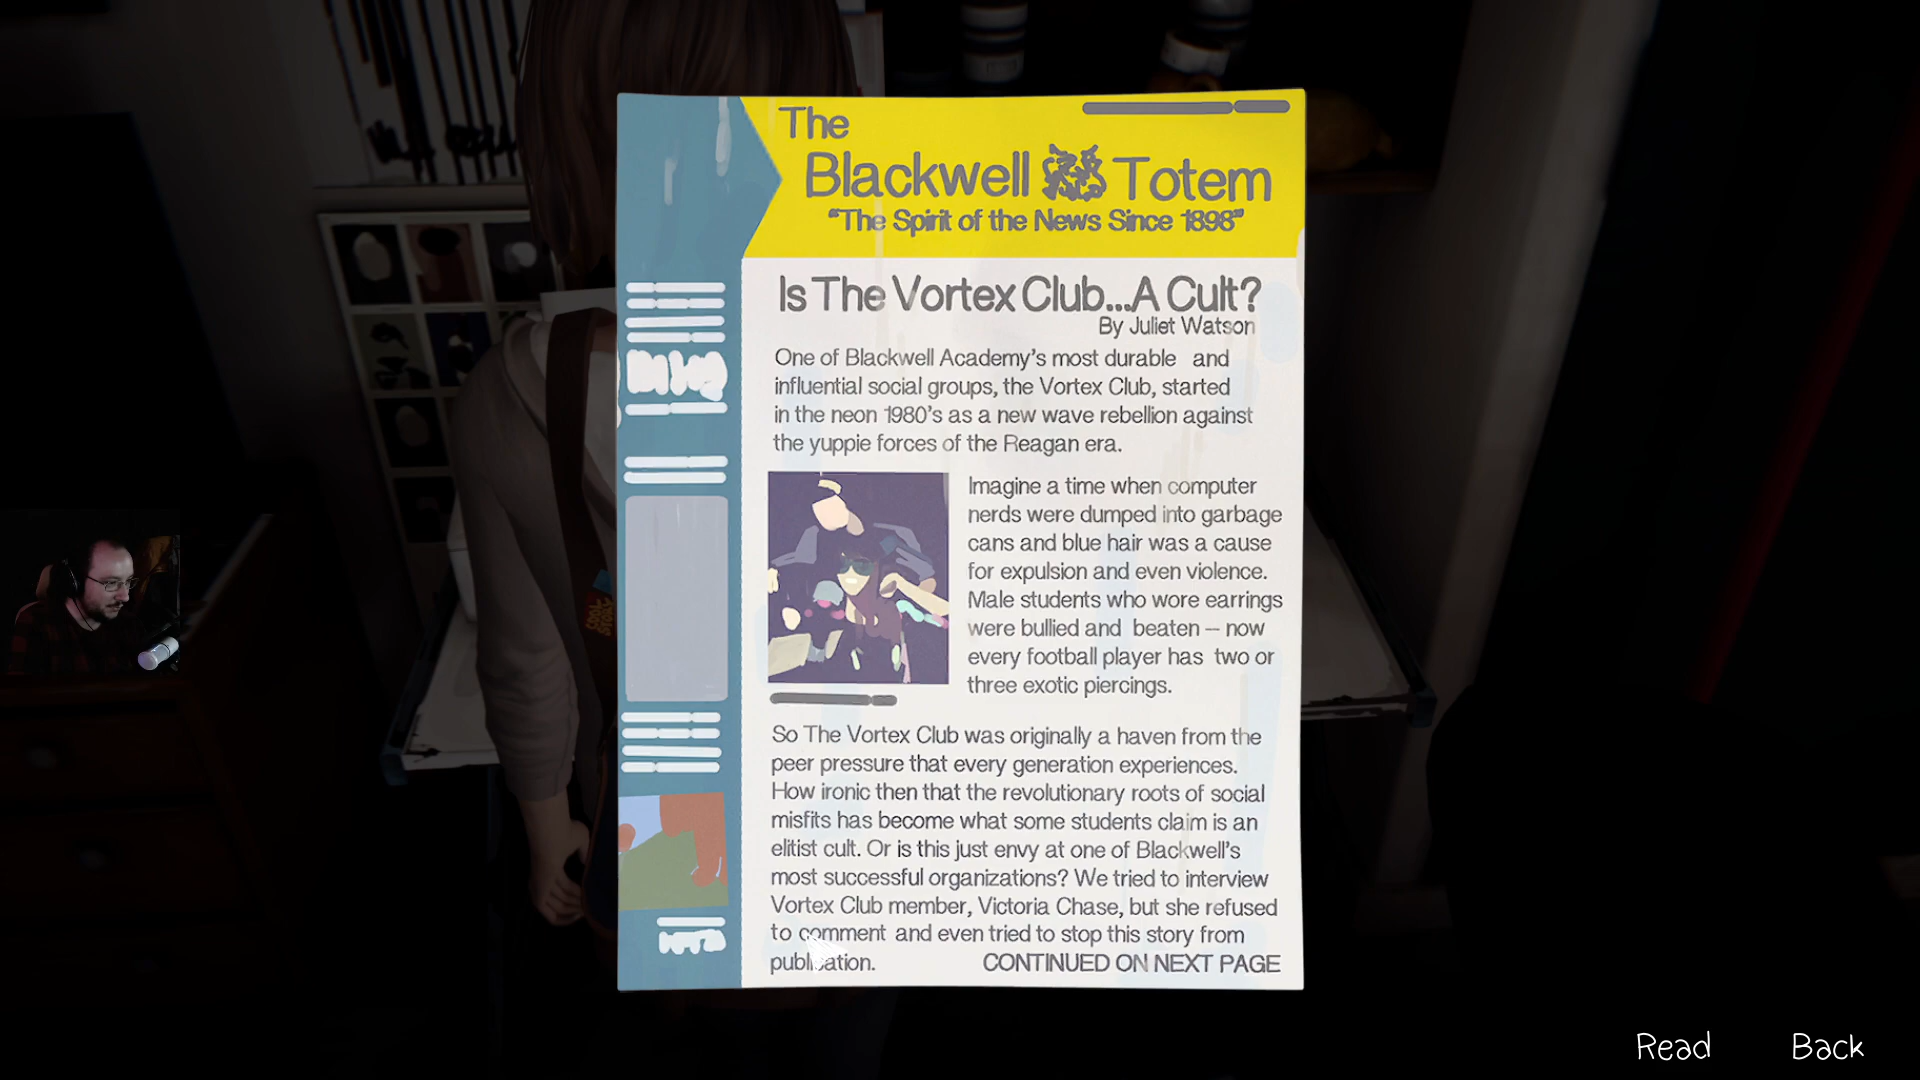 The
Blackwell Totem
"The Spirit of the News Since 1898"
Is The Vortex Club...A Cult?
By Juliet Watson
One of Blackwell Academy's most durable and
influential social groups, the Vortex Club, started
in the neon 1980's as a new wave rebellion against
the yuppie forces of the Reagan era.
Imagine a time when computer
nerds were dumped into garbage
cans and blue hair was a cause
for expulsion and even violence.
Male students who wore earrings
were bullied and beaten – now
every football player has two or
three exotic piercings.
So The Vortex Club was originally a haven from the
peer pressure that every generation experiences.
How ironic then that the revolutionary roots of social
misfits has become what some students claim is an
elitist cult. Or is this just envy at one of Blackwell's
most successful organizations? We tried to interview
Vortex Club member, Victoria Chase, but she refused
to comment and even tried to stop this story from
publication. CONTINUED ON NEXT PAGE
Read Back